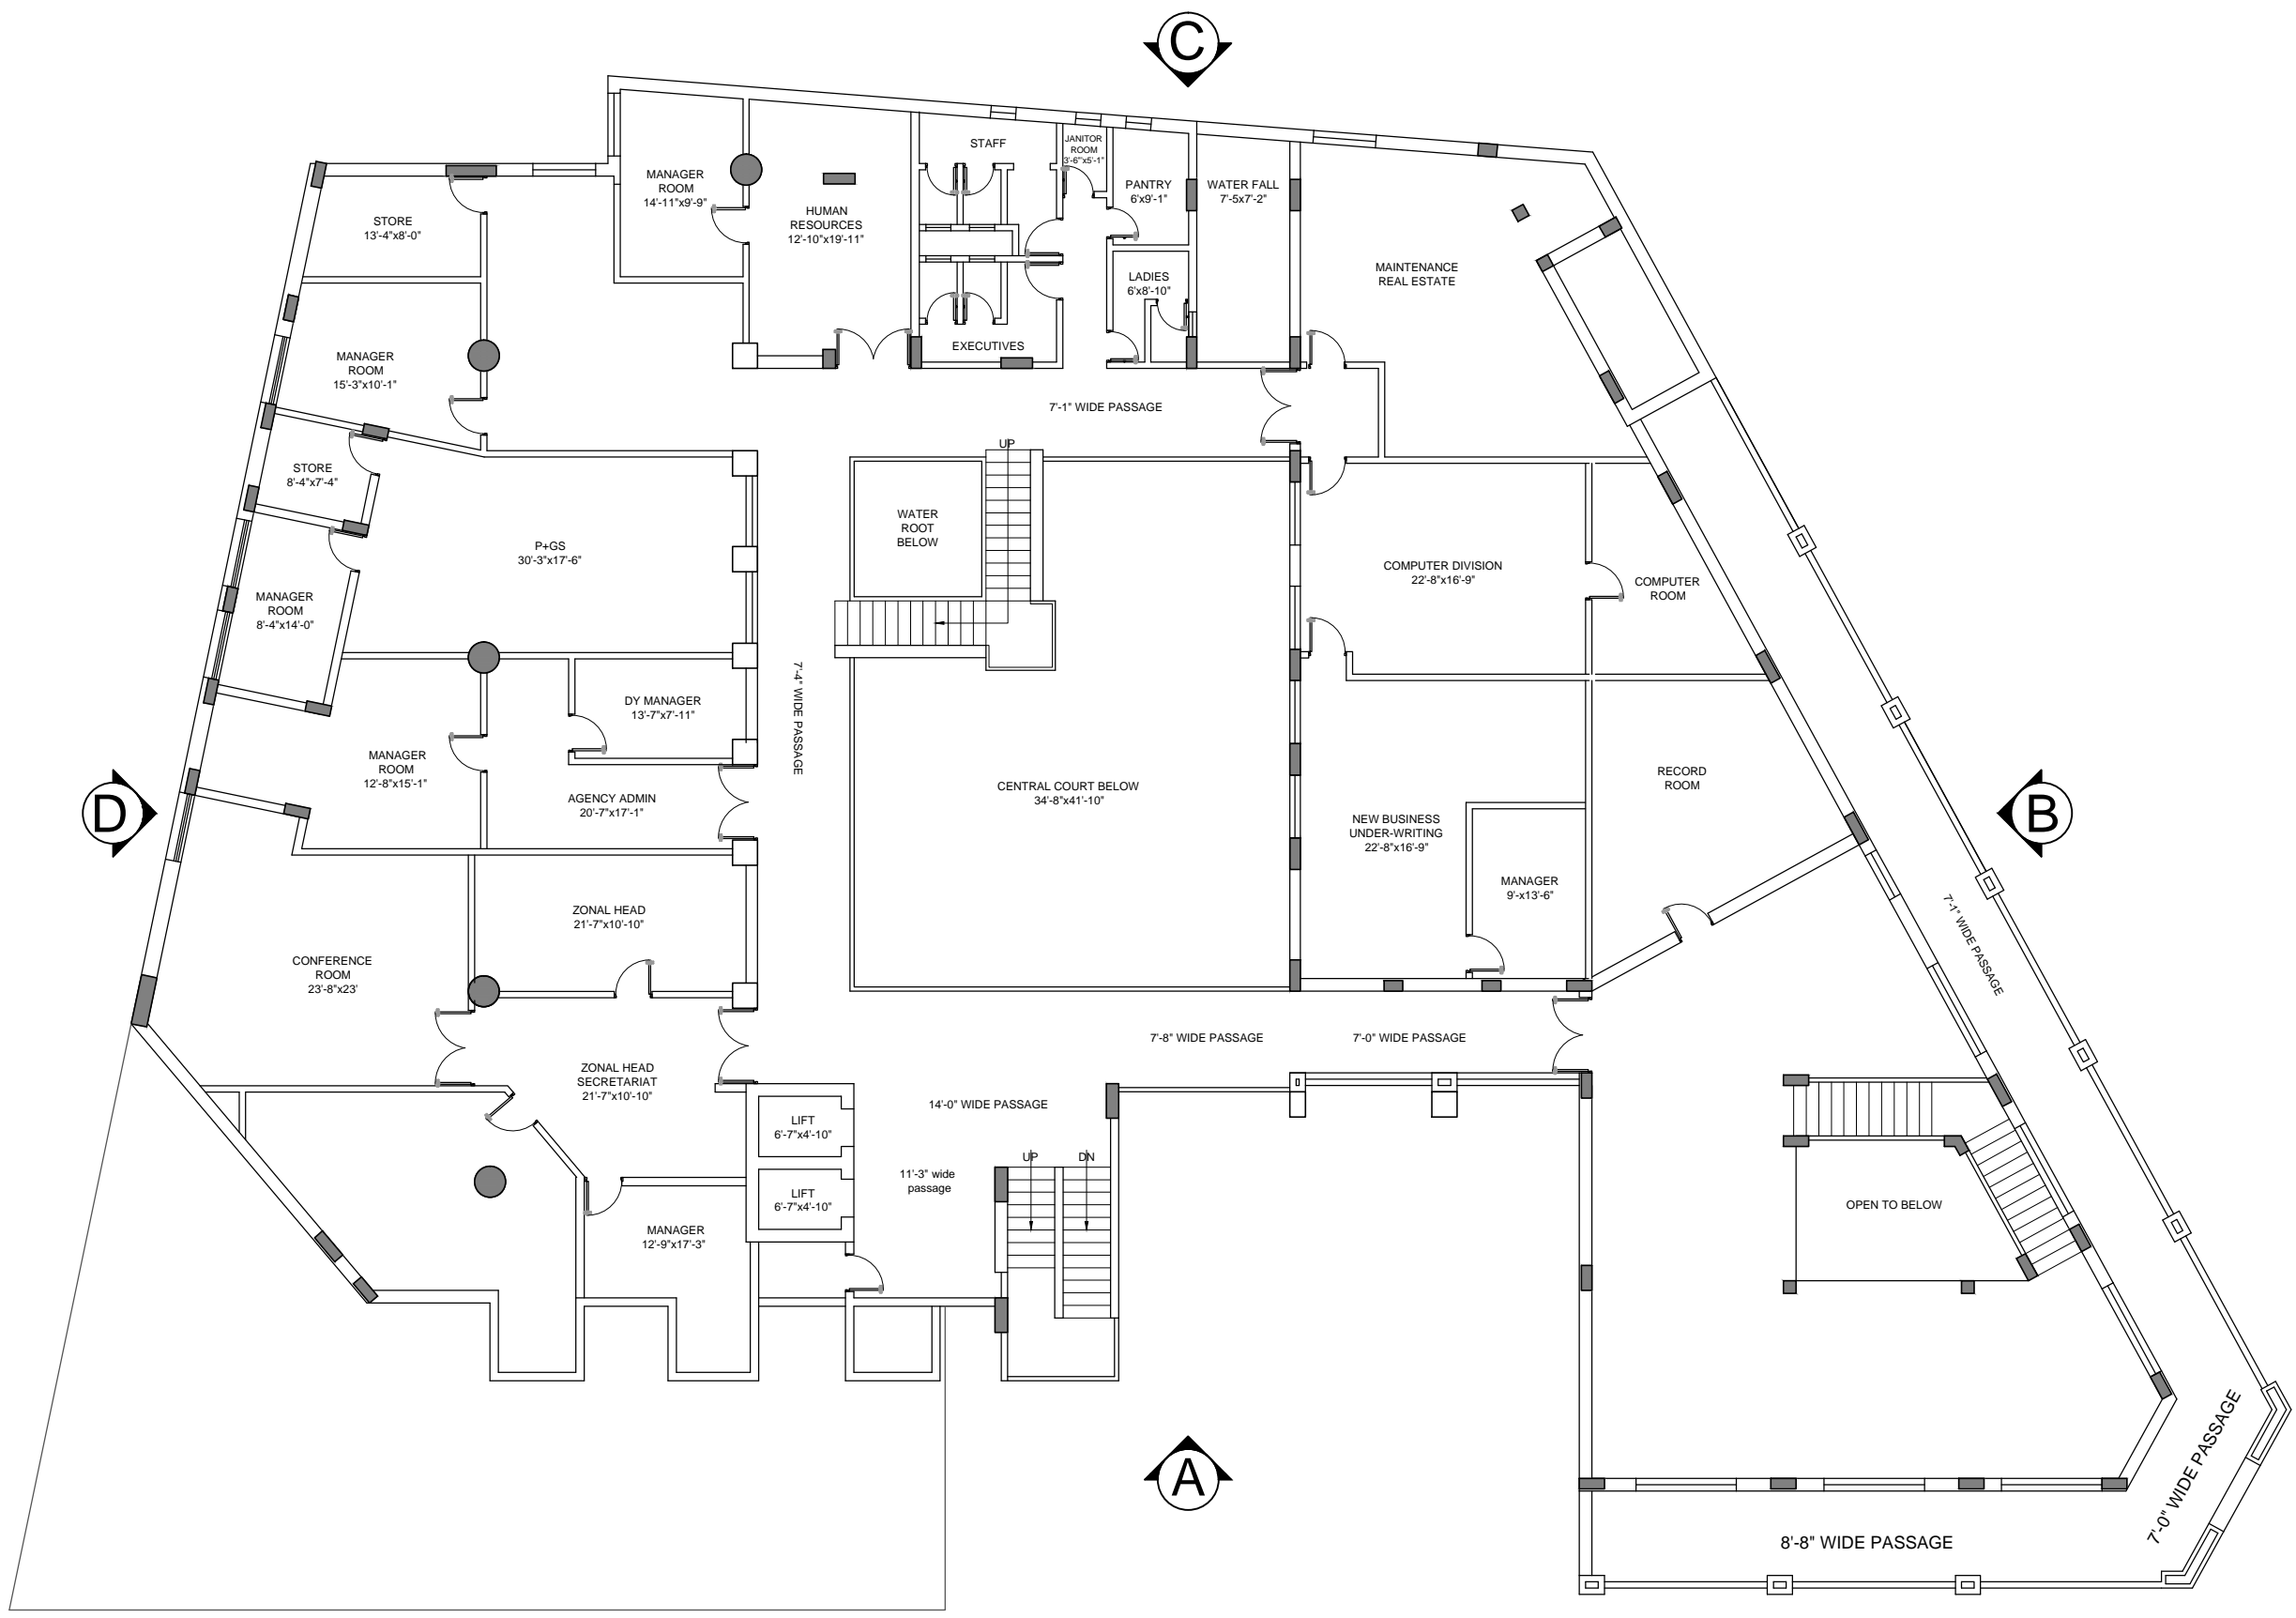 C
STAFF
JANITOR
ROOM
3'-6"x5'-1"
MANAGER
ROOM
14'-11"x9'-9"
PANTRY
6'x9'-1"
WATER FALL
7'-5x7'-2"
STORE
13'-4"x8'-0"
HUMAN
RESOURCES
12'-10"x19'-11"
MAINTENANCE
REAL ESTATE
LADIES
6'x8'-10"
EXECUTIVES
MANAGER
ROOM
15'-3"x10'-1"
7'-1" WIDE PASSAGE
UP
STORE
8'-4"x7'-4"
WATER
ROOT
BELOW
P+GS
30'-3"x17'-6"
COMPUTER DIVISION
22'-8"x16'-9"
COMPUTER
ROOM
MANAGER
ROOM
8'-4"x14'-0"
7'-4" WIDE PASSAGE
DY MANAGER
13'-7"x7'-11"
MANAGER
ROOM
12'-8"x15'-1"
RECORD
ROOM
CENTRAL COURT BELOW
34'-8"x41'-10"
AGENCY ADMIN
20'-7"x17'-1"
D
B
NEW BUSINESS
UNDER-WRITING
22'-8"x16'-9"
MANAGER
9'-x13'-6"
ZONAL HEAD
21'-7"x10'-10"
7'-1" WIDE PASSAGE
CONFERENCE
ROOM
23'-8"x23'
7'-8" WIDE PASSAGE
7'-0" WIDE PASSAGE
ZONAL HEAD
SECRETARIAT
21'-7"x10'-10"
14'-0" WIDE PASSAGE
LIFT
6'-7"x4'-10"
UP
DN
11'-3" wide
passage
LIFT
6'-7"x4'-10"
OPEN TO BELOW
MANAGER
12'-9"x17'-3"
A
7'-0" WIDE PASSAGE
8'-8" WIDE PASSAGE